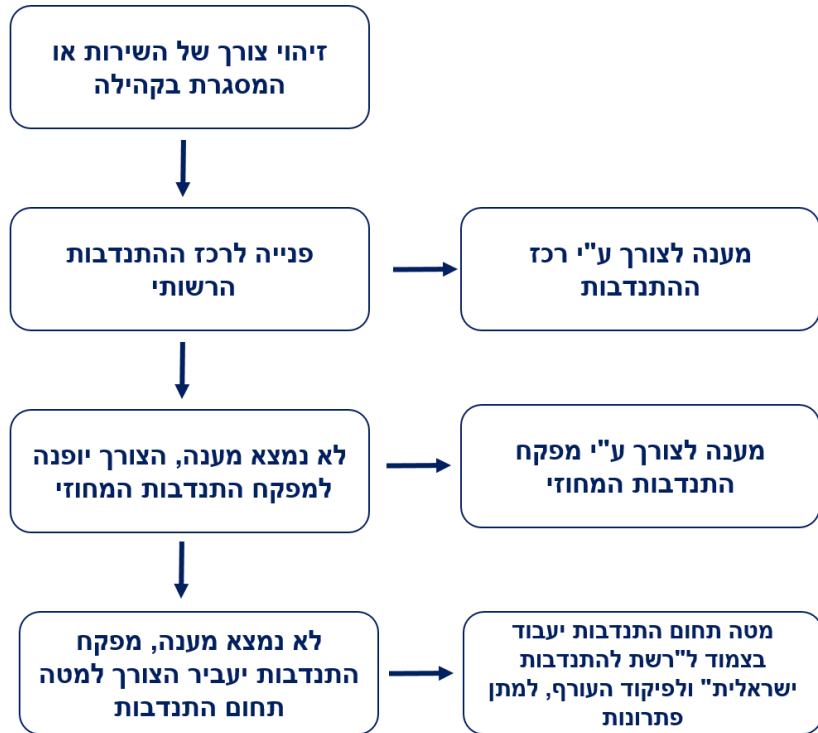 זיהוי צורך של השירות או
המסגרת בקהילה
פנייה לרכז ההתנדבות
הרשותי
מענה לצורך ע"י רכז
ההתנדבות
לא נמצא מענה, הצורך יופנה
למפקח התנדבות המחוזי
מענה לצורך ע"י מפקח
התנדבות המחוזי
לא נמצא מענה, מפקח
התנדבות יעביר הצורך למטה
תחום התנדבות
מטה תחום התנדבות יעבוד
בצמוד ל"רשת להתנדבות
ישראלית" ולפיקוד העורף, למתן
פתרונות